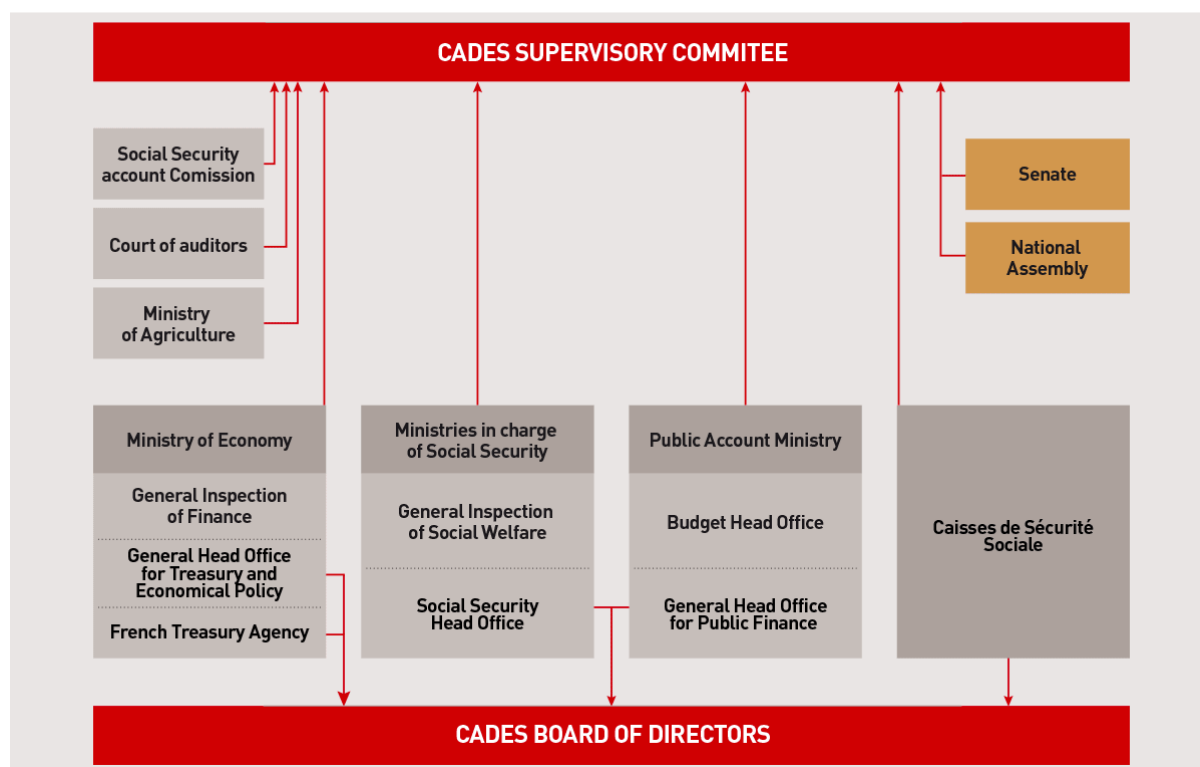 CADES SUPERVISORY COMMITEE
Social Security
account Comission
Court of auditors
Ministry
of Agriculture
Senate
National
Assembly
Ministry of Economy
General Inspection
of Finance
General Head Office
for Treasury and
Economical Policy
French Treasury Agency
Ministries in charge
of Social Security
General Inspection
of Social Welfare
Social Security
Head Office
Public Account Ministry
Budget Head Office
General Head Office
for Public Finance
Caisses de Sécurité
Sociale
CADES BOARD OF DIRECTORS